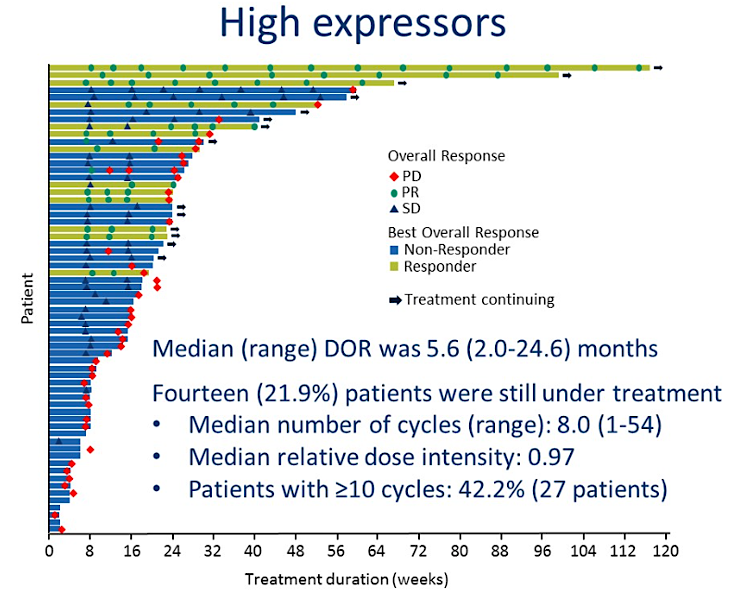 High expressors
Overall Response
PD
PR
SD
Best Overall Response
Non-Responder
Responder
Treatment continuing
Patient
Median (range) DOR was 5.6 (2.0-24.6) months
Fourteen (21.9%) patients were still under treatment
• Median number of cycles (range): 8.0 (1-54)
• Median relative dose intensity: 0.97
• Patients with ≥10 cycles: 42.2% (27 patients)
0 8 16 24 32 40 48 56 64 72 80 88 96 104 112 120
Treatment duration (weeks)